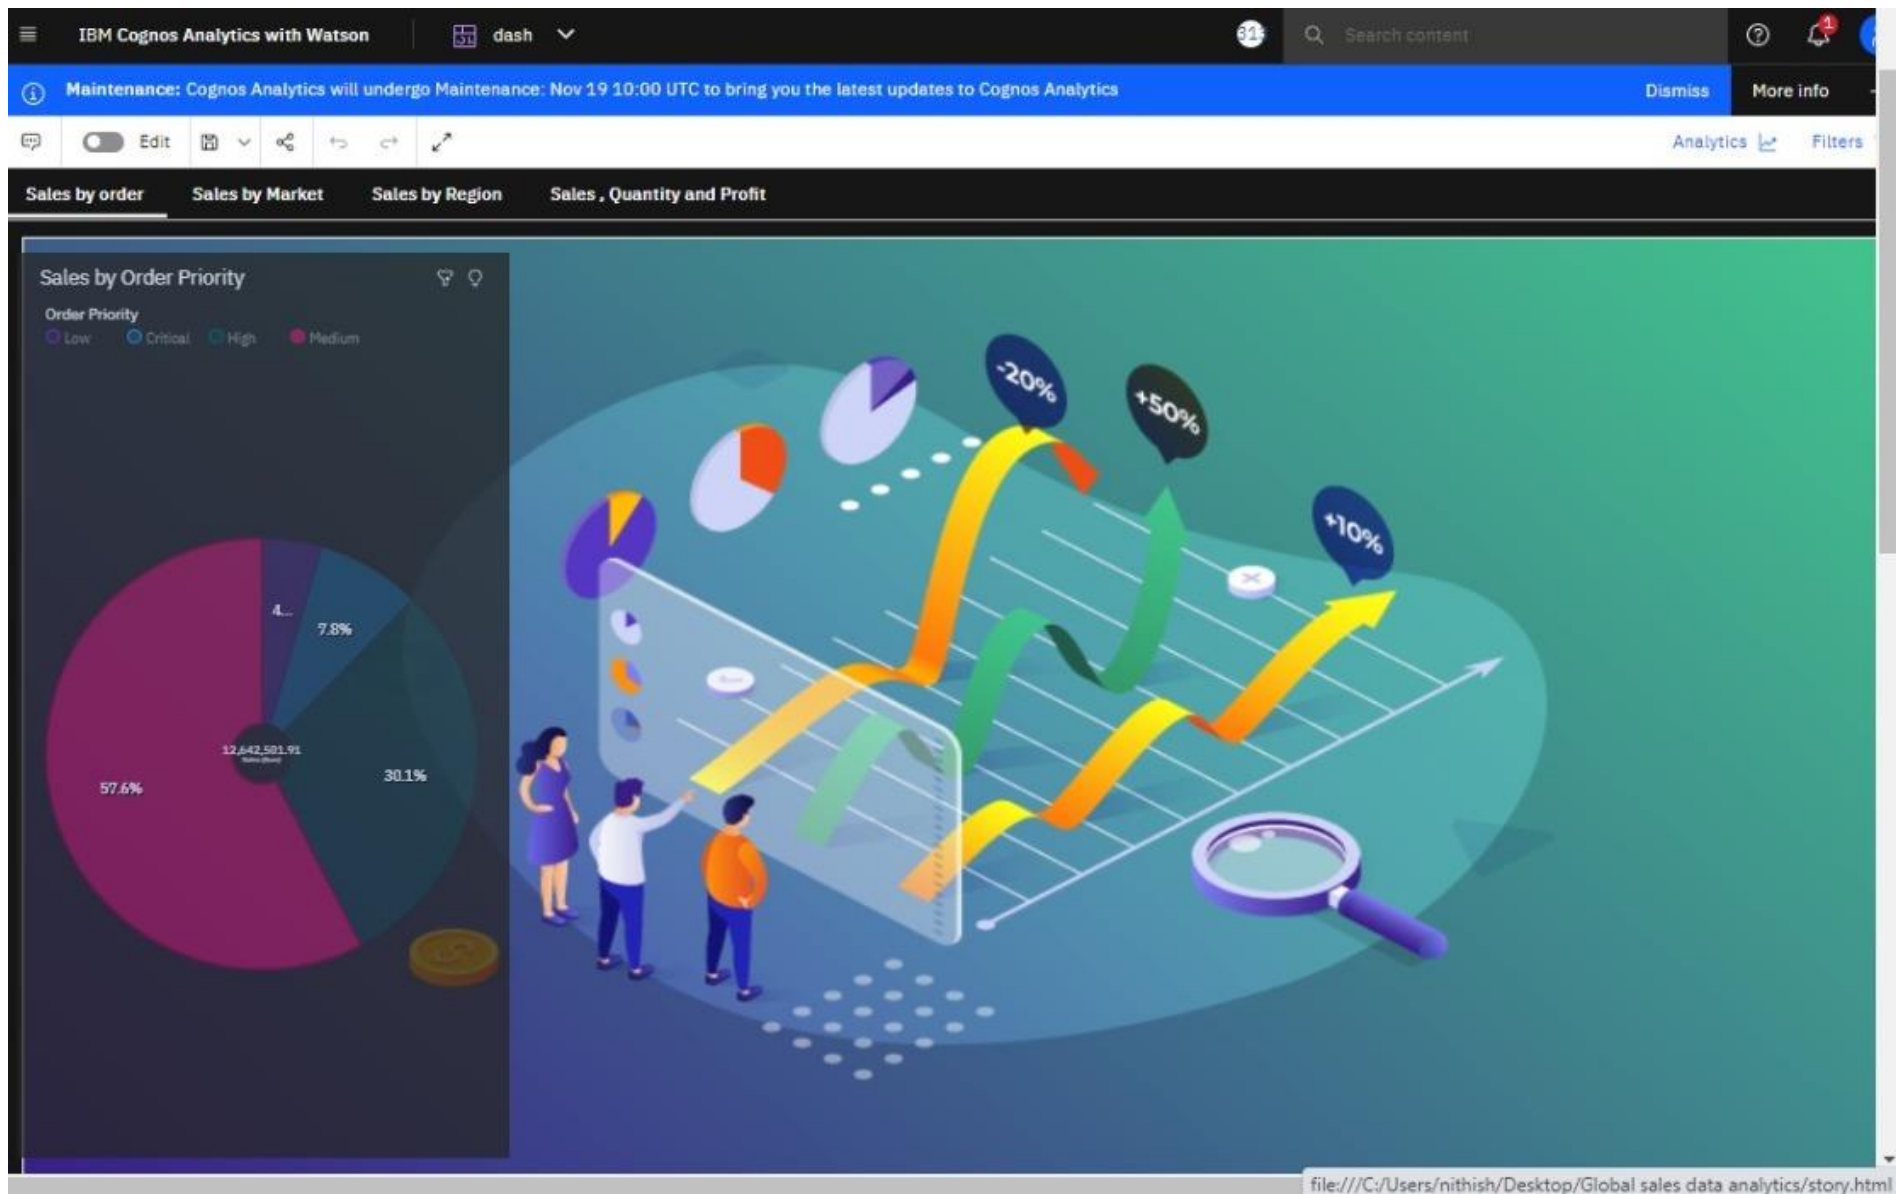 IBM Cognos Analytics with Watson
dash
Search content
1
Maintenance: Cognos Analytics will undergo Maintenance: Nov 19 10:00 UTC to bring you the latest updates to Cognos Analytics
Dismiss
More info
Edit
Analytics
Filters
Sales by order
Sales by Market
Sales by Region
Sales , Quantity and Profit
Sales by Order Priority
Order Priority
Low
Critical
High
Medium
-20%
+50%
+10%
4...
7.8%
12,642,501.91
Sales (Sum)
57.6%
30.1%
file:///C:/Users/nithish/Desktop/Global sales data analytics/story.html